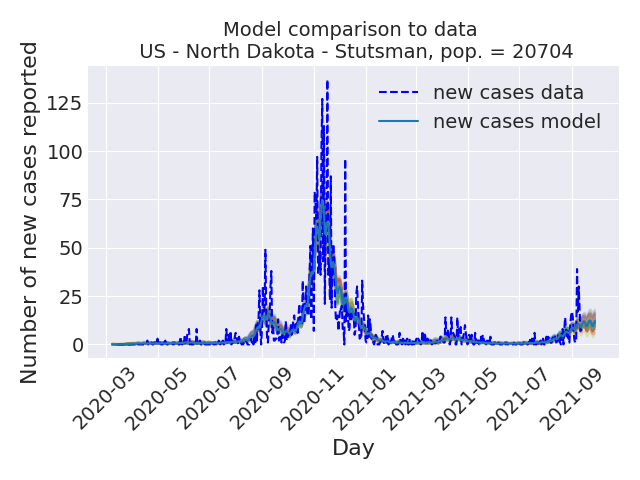 Model comparison to data
US - North Dakota - Stutsman, pop. = 20704
Number of new cases reported
125
100
75
50
25
0
new cases data
new cases model
2020-03
2020-05
2020-07
2020-09
2020-11
2021-01
2021-03
2021-05
2021-07
2021-09
Day